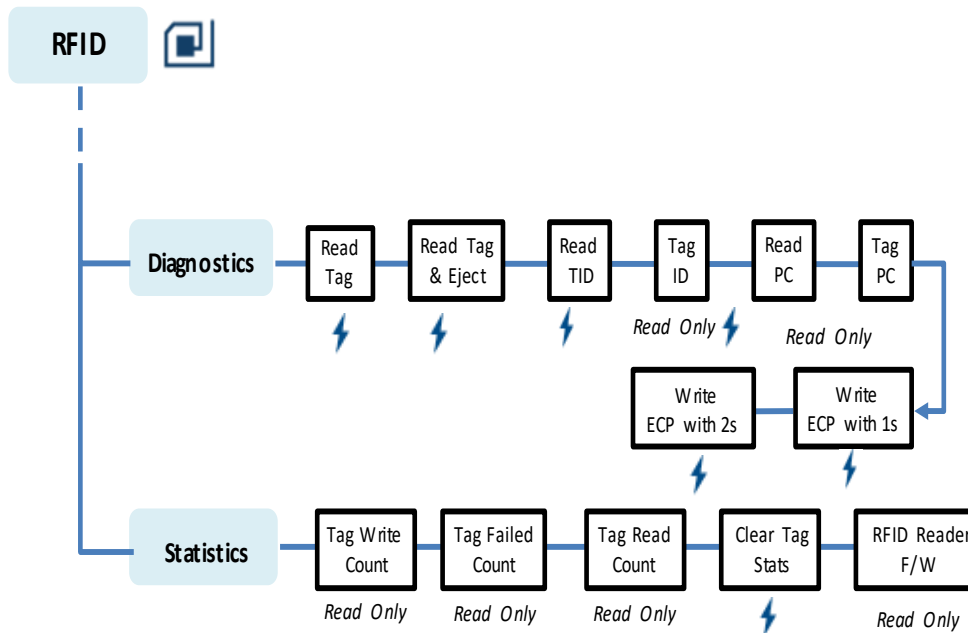 RFID
Diagnostics
Read
Tag
Read Tag
& Eject
Read
TID
Tag
ID
Read
PC
Tag
PC
Read Only
Read Only
Write
ECP with 2s
Write
ECP with 1s
Statistics
Tag Write
Count
Tag Failed
Count
Tag Read
Count
Clear Tag
Stats
RFID Reader
F/W
Read Only
Read Only
Read Only
Read Only